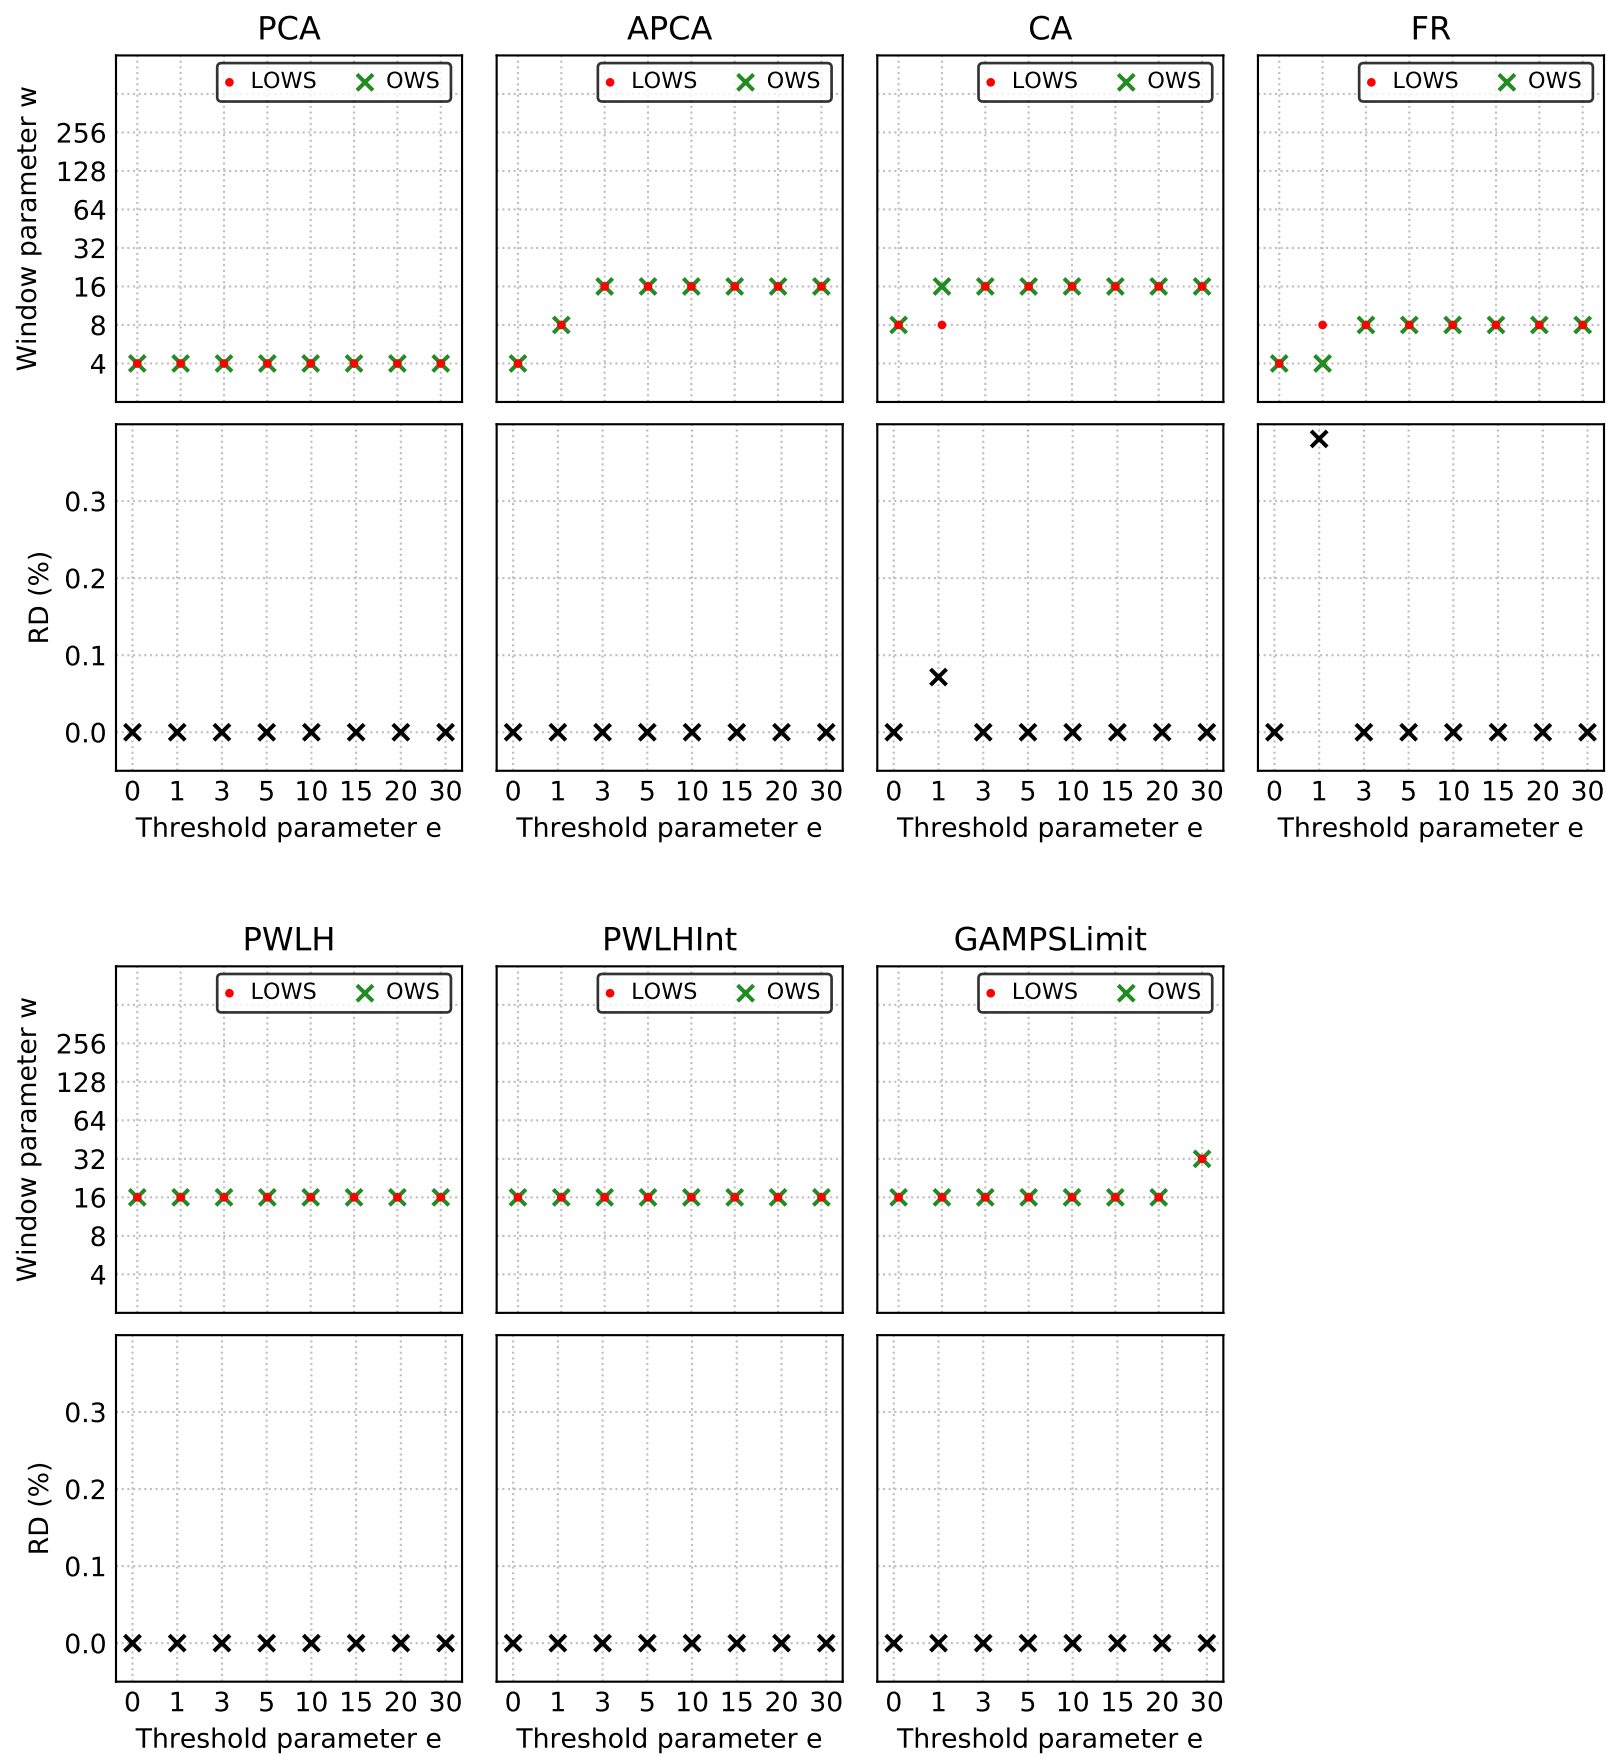 PCA APCA CA FR
LOWS OWS LOWS OWS LOWS OWS LOWS OWS
Window parameter w
256
128
64
32
16
8
4
RD (%)
0.3
0.2
0.1
0.0
0 1 3 5 10 15 20 30 0 1 3 5 10 15 20 30 0 1 3 5 10 15 20 30 0 1 3 5 10 15 20 30
Threshold parameter e Threshold parameter e Threshold parameter e Threshold parameter e
PWLH PWLHInt GAMPSLimit
LOWS OWS LOWS OWS LOWS OWS
Window parameter w
256
128
64
32
16
8
4
RD (%)
0.3
0.2
0.1
0.0
0 1 3 5 10 15 20 30 0 1 3 5 10 15 20 30 0 1 3 5 10 15 20 30
Threshold parameter e Threshold parameter e Threshold parameter e